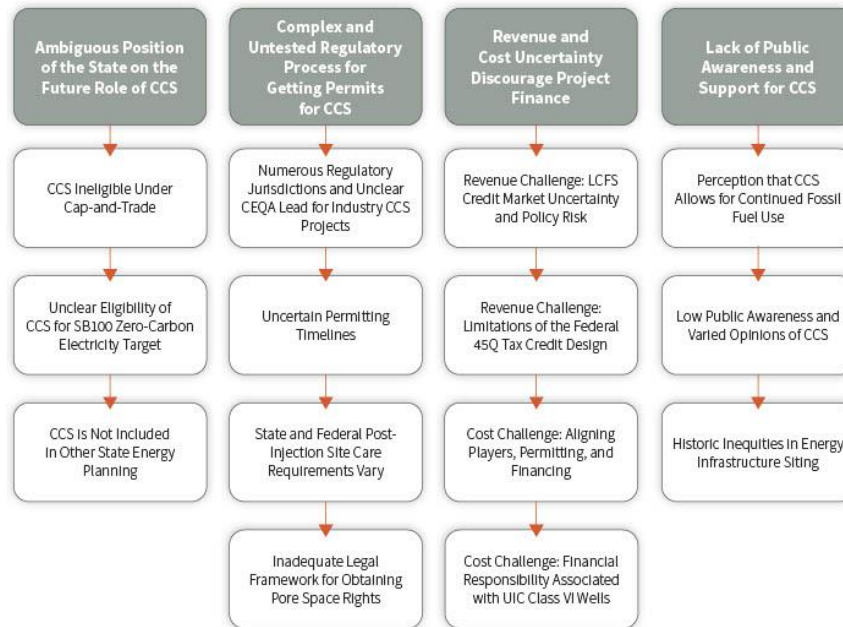 Ambiguous Position
of the State on the
Future Role of CCS
CCS Ineligible Under
Cap-and-Trade
Unclear Eligibility of
CCS for SB100 Zero-Carbon
Electricity Target
CCS is Not Included
in Other State Energy
Planning
Complex and
Untested Regulatory
Process for
Getting Permits
for CCS
Numerous Regulatory
Jurisdictions and Unclear
CEQA Lead for Industry CCS
Projects
Uncertain Permitting
Timelines
State and Federal Post-
Injection Site Care
Requirements Vary
Inadequate Legal
Framework for Obtaining
Pore Space Rights
Revenue and
Cost Uncertainty
Discourage Project
Finance
Revenue Challenge: LCFS
Credit Market Uncertainty
and Policy Risk
Revenue Challenge:
Limitations of the Federal
45Q Tax Credit Design
Cost Challenge: Aligning
Players, Permitting, and
Financing
Cost Challenge: Financial
Responsibility Associated
with UIC Class VI Wells
Lack of Public
Awareness and
Support for CCS
Perception that CCS
Allows for Continued Fossil
Fuel Use
Low Public Awareness and
Varied Opinions of CCS
Historic Inequities in Energy
Infrastructure Siting